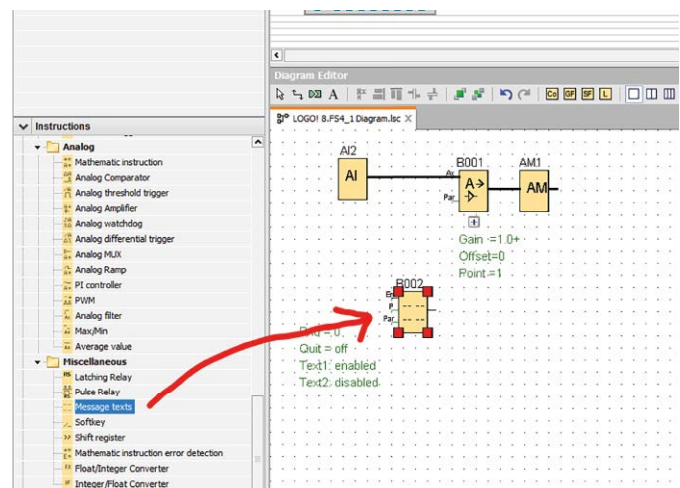 Diagram Editor
A
Co GF SF L
LOGO! 8.FS4_1 Diagram.lsc
Instructions
Analog
Mathematic instruction
Analog Comparator
Analog threshold trigger
Analog Amplifier
Analog watchdog
Analog differential trigger
Analog MUX
Analog Ramp
PI controller
PWM
Analog filter
Max/Min
Average value
Miscellaneous
Latching Relay
Pulse Relay
Message texts
Softkey
Shift register
Mathematic instruction error detection
Float/Integer Converter
Integer/Float Converter
AI2
AI
B001
Ax
A→
Par
AM1
AM
Gain =1.0+
Offset=0
Point =1
B002
En
P
Par
= 0
Quit = off
Text1: enabled
Text2: disabled